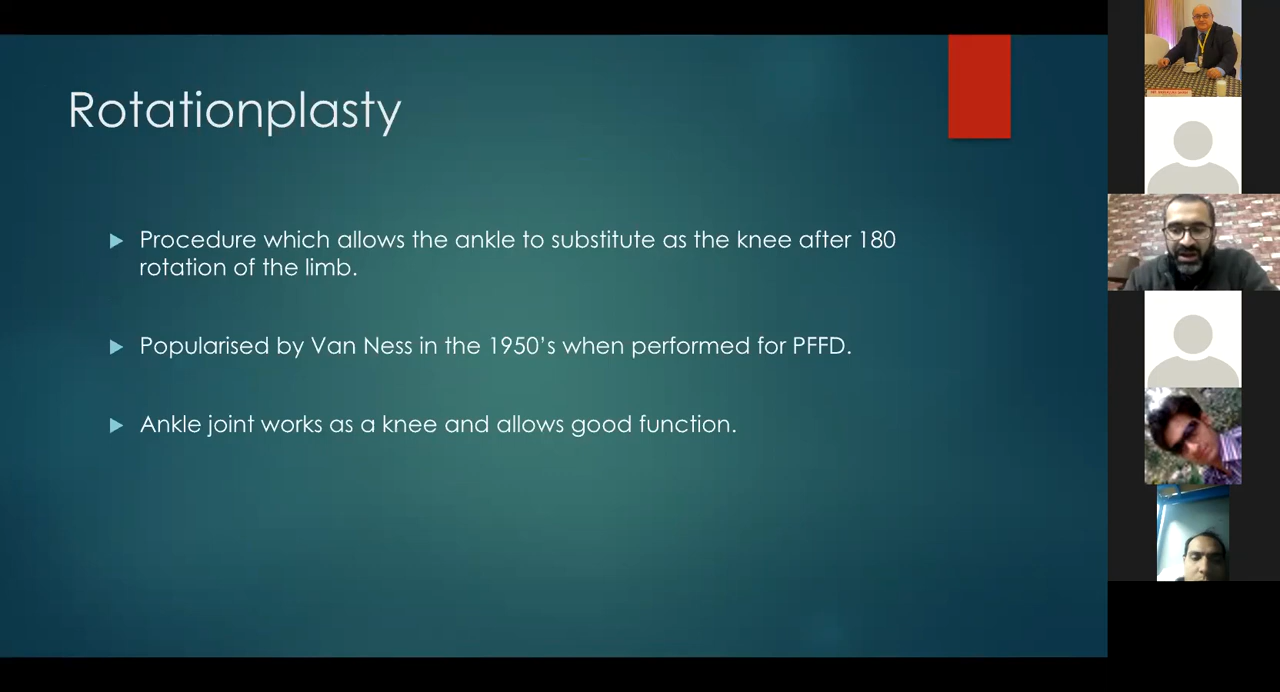 Rotationplasty
Procedure which allows the ankle to substitute as the knee after 180
rotation of the limb.
Popularised by Van Ness in the 1950's when performed for PFFD.
Ankle joint works as a knee and allows good function.